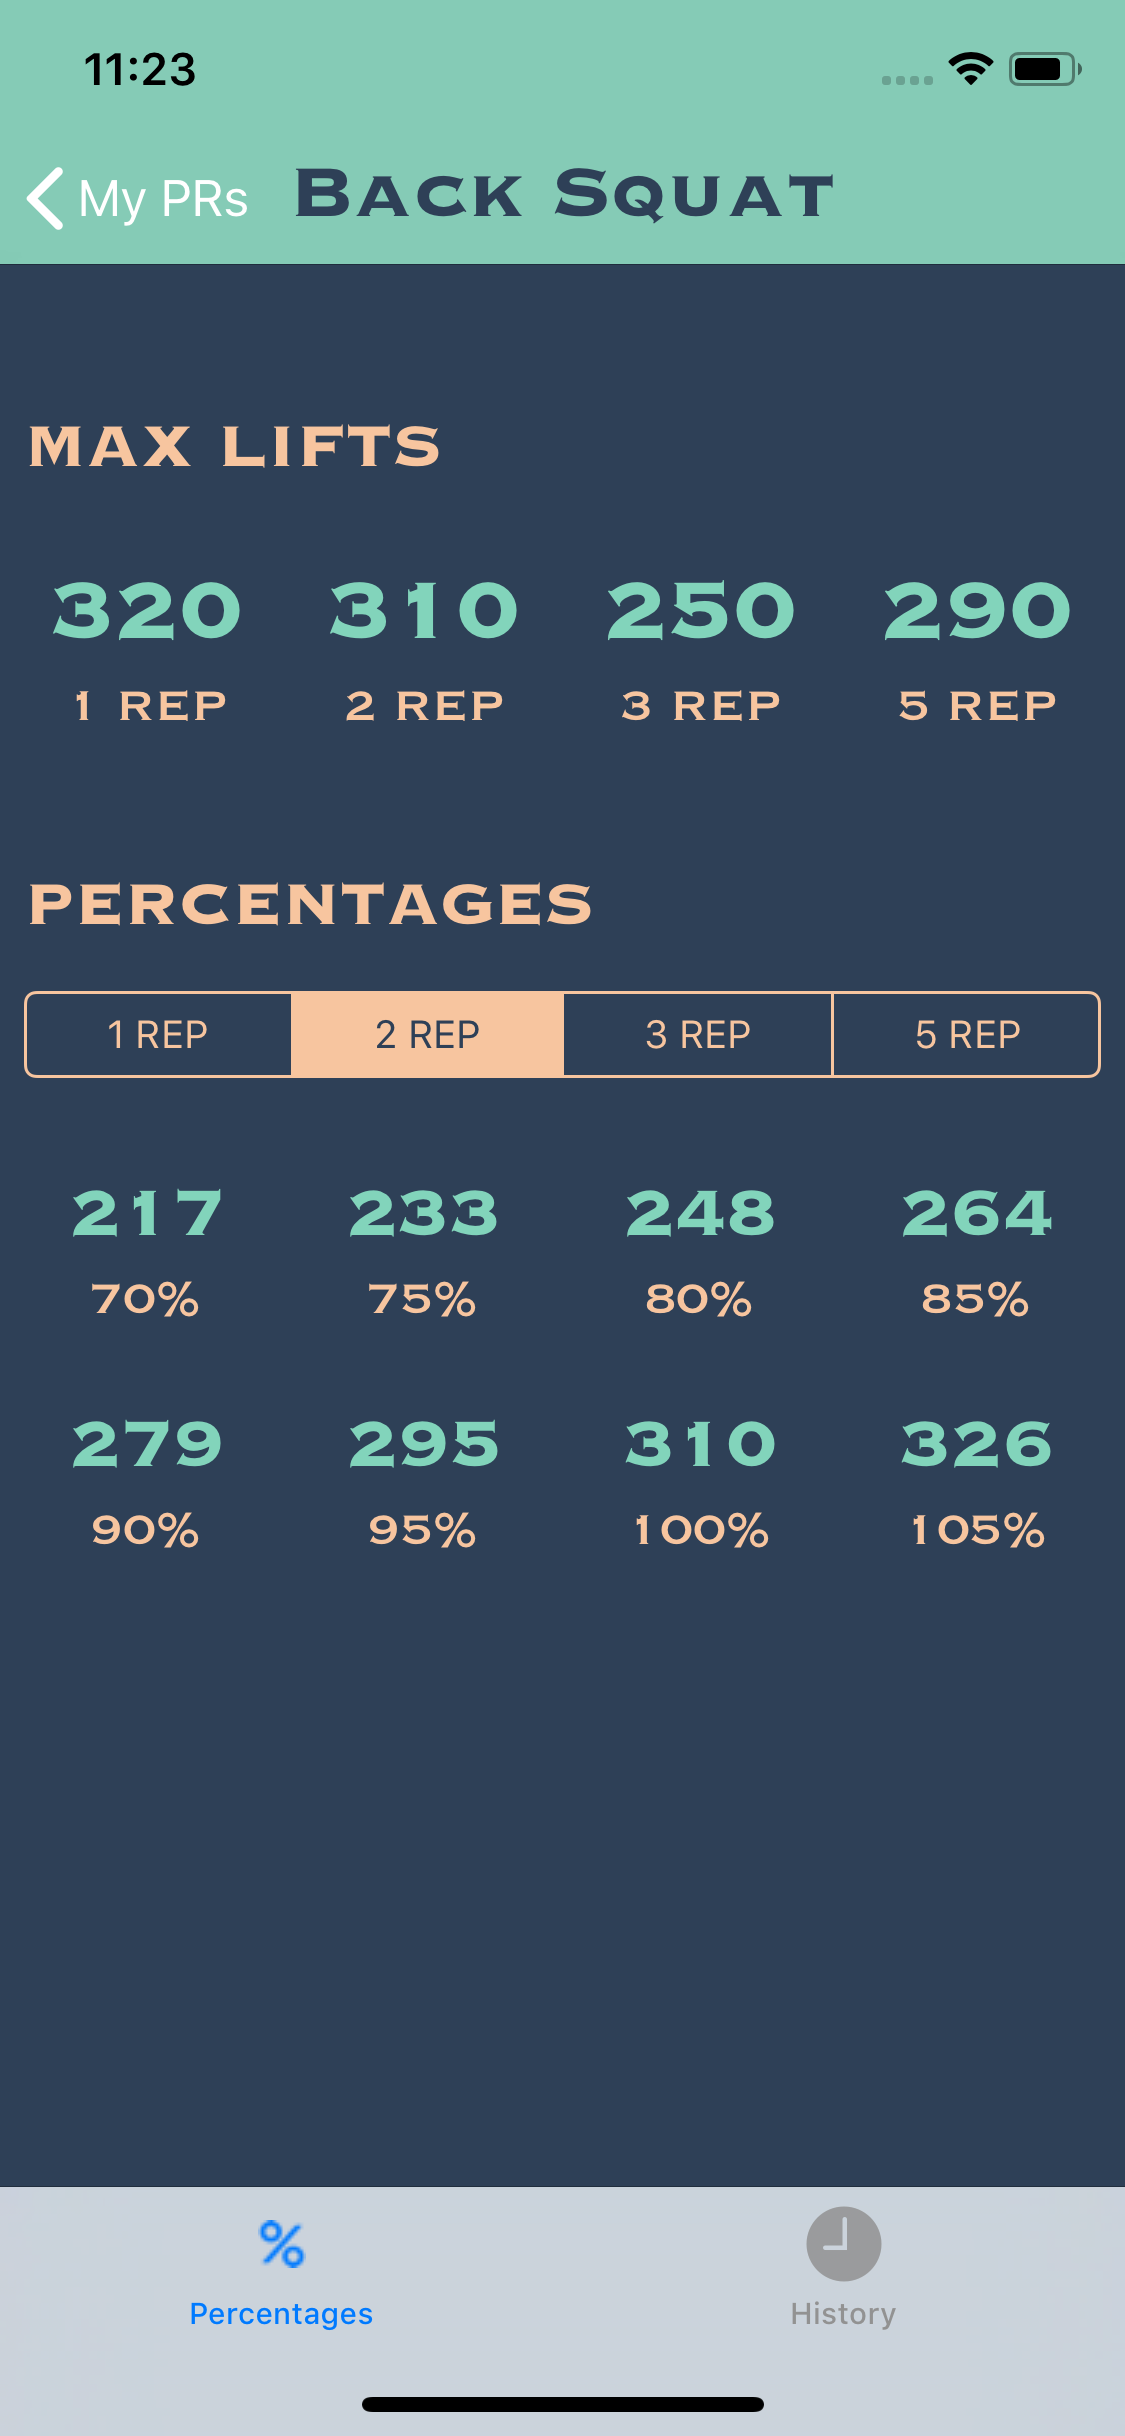 11:23
My PRs
Back Squat
MAX LIFTS
320 310 250 290
1 REP 2 REP 3 REP 5 REP
PERCENTAGES
1 REP 2 REP 3 REP 5 REP
217 233 248 264
70% 75% 80% 85%
279 295 310 326
90% 95% 100% 105%
%
Percentages History